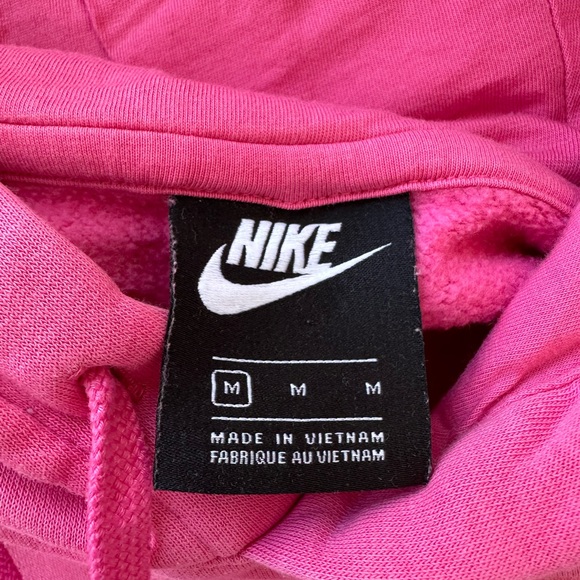 NIKE
M M M
MADE IN VIETNAM
FABRIQUE AU VIETNAM